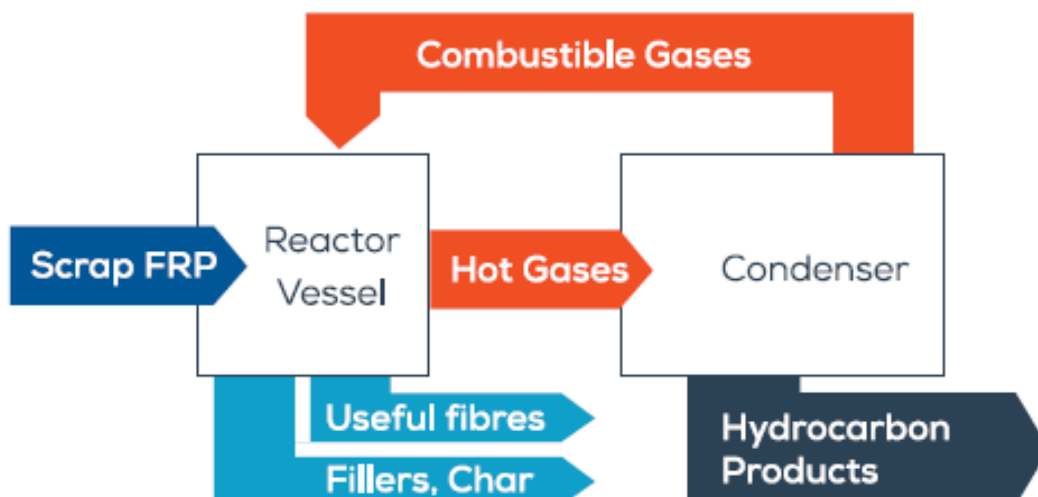 Combustible Gases
Scrap FRP
Reactor
Vessel
Hot Gases
Condenser
Useful fibres
Fillers, Char
Hydrocarbon
Products